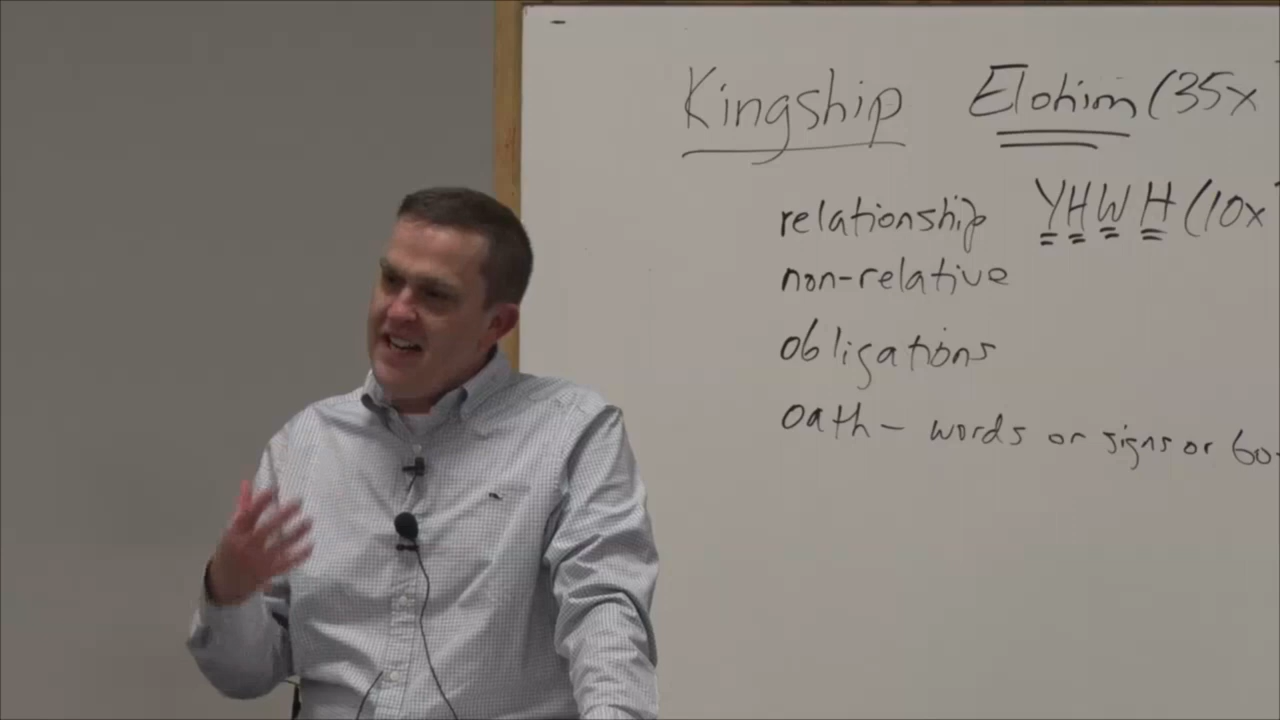 Kingship Elohim (35x
relationship YHWH (10x
non-relative
obligations
oath - words or signs or